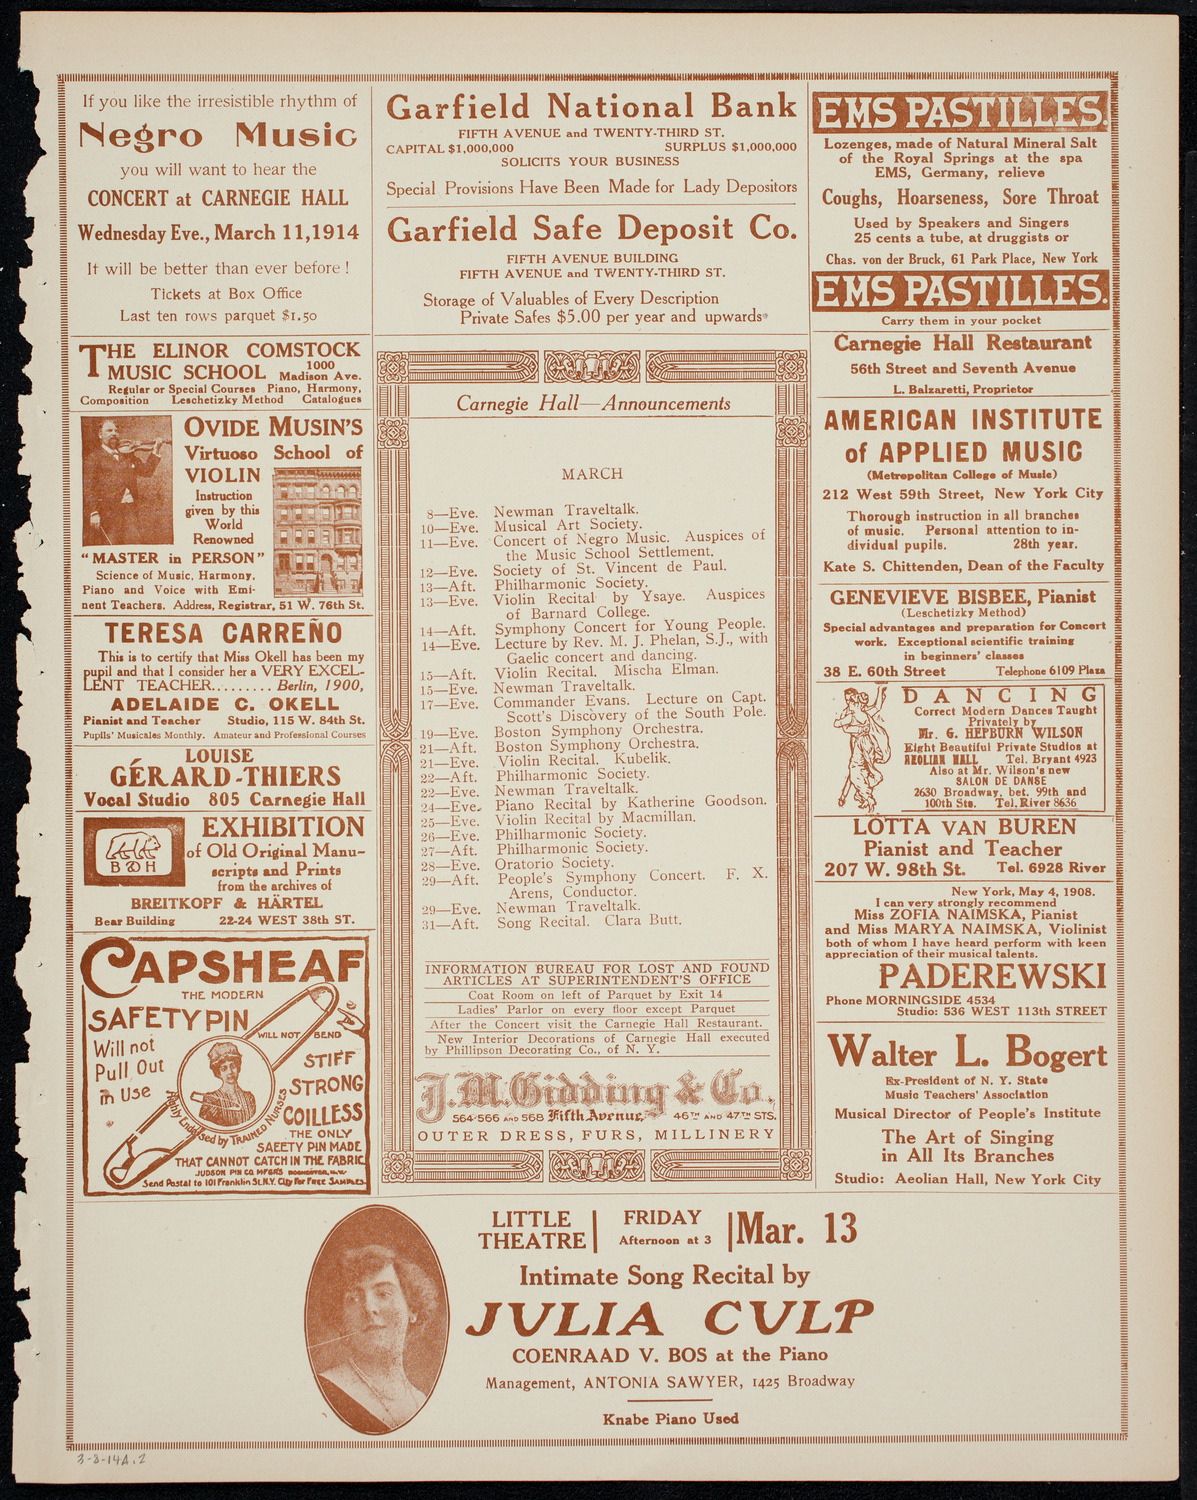 If you like the irresistible rhythm of
Negro Music
you will want to hear the
CONCERT at CARNEGIE HALL
Wednesday Eve., March 11, 1914
It will be better than ever before!
Tickets at Box Office
Last ten rows parquet $1.50
THE ELINOR COMSTOCK
MUSIC SCHOOL 1000 Madison Ave.
Regular or Special Courses Piano, Harmony,
Composition Leschetizky Method Catalogues
OVIDE MUSIN'S
Virtuoso School of
VIOLIN
Instruction
given by this
World
Renowned
"MASTER in PERSON"
Science of Music, Harmony,
Piano and Voice with Emi-
nent Teachers. Address, Registrar, 51 W. 76th St.
TERESA CARREÑO
This is to certify that Miss Okell has been my
pupil and that I consider her a VERY EXCEL-
LENT TEACHER......... Berlin, 1900,
ADELAIDE C. OKELL
Pianist and Teacher Studio, 115 W. 84th St.
Pupils' Musicales Monthly. Amateur and Professional Courses
LOUISE
GÉRARD-THIERS
Vocal Studio 805 Carnegie Hall
B & H
EXHIBITION
of Old Original Manu-
scripts and Prints
from the archives of
BREITKOPF & HÄRTEL
Bear Building 22-24 WEST 38th ST.
CAPSHEAF
THE MODERN
SAFETY PIN
WILL NOT BEND
Will not
Pull Out
in Use
STIFF
STRONG
COILLESS
Highly Endorsed by TRAINED NURSES
THE ONLY
SAFETY PIN MADE
THAT CANNOT CATCH IN THE FABRIC.
JUDSON PIN CO. MFGRS ROCHESTER, N.Y.
Send Postal to 101 Franklin St. N.Y. City For FREE SAMPLES.
Garfield National Bank
FIFTH AVENUE and TWENTY-THIRD ST.
CAPITAL $1,000,000 SURPLUS $1,000,000
SOLICITS YOUR BUSINESS
Special Provisions Have Been Made for Lady Depositors
Garfield Safe Deposit Co.
FIFTH AVENUE BUILDING
FIFTH AVENUE and TWENTY-THIRD ST.
Storage of Valuables of Every Description
Private Safes $5.00 per year and upwards
Carnegie Hall—Announcements
MARCH
8—Eve. Newman Traveltalk.
10—Eve. Musical Art Society.
11—Eve. Concert of Negro Music. Auspices of
the Music School Settlement.
12—Eve. Society of St. Vincent de Paul.
13—Aft. Philharmonic Society.
13—Eve. Violin Recital by Ysaye. Auspices
of Barnard College.
14—Aft. Symphony Concert for Young People.
14—Eve. Lecture by Rev. M. J. Phelan, S.J., with
Gaelic concert and dancing.
15—Aft. Violin Recital. Mischa Elman.
15—Eve. Newman Traveltalk.
17—Eve. Commander Evans. Lecture on Capt.
Scott's Discovery of the South Pole.
19—Eve. Boston Symphony Orchestra.
21—Aft. Boston Symphony Orchestra.
21—Eve. Violin Recital. Kubelik.
22—Aft. Philharmonic Society.
22—Eve. Newman Traveltalk.
24—Eve. Piano Recital by Katherine Goodson.
25—Eve. Violin Recital by Macmillan.
26—Eve. Philharmonic Society.
27—Aft. Philharmonic Society.
28—Eve. Oratorio Society.
29—Aft. People's Symphony Concert. F. X.
Arens, Conductor.
29—Eve. Newman Traveltalk.
31—Aft. Song Recital. Clara Butt.
INFORMATION BUREAU FOR LOST AND FOUND
ARTICLES AT SUPERINTENDENT'S OFFICE
Coat Room on left of Parquet by Exit 14
Ladies' Parlor on every floor except Parquet
After the Concert visit the Carnegie Hall Restaurant.
New Interior Decorations of Carnegie Hall executed
by Phillipson Decorating Co., of N. Y.
J. M. Gidding & Co.
564-566 AND 568 Fifth Avenue, 46TH AND 47TH STS.
OUTER DRESS, FURS, MILLINERY
EMS PASTILLES.
Lozenges, made of Natural Mineral Salt
of the Royal Springs at the spa
EMS, Germany, relieve
Coughs, Hoarseness, Sore Throat
Used by Speakers and Singers
25 cents a tube, at druggists or
Chas. von der Bruck, 61 Park Place, New York
EMS PASTILLES.
Carry them in your pocket
Carnegie Hall Restaurant
56th Street and Seventh Avenue
L. Balzaretti, Proprietor
AMERICAN INSTITUTE
of APPLIED MUSIC
(Metropolitan College of Music)
212 West 59th Street, New York City
Thorough instruction in all branches
of music. Personal attention to in-
dividual pupils. 28th year.
Kate S. Chittenden, Dean of the Faculty
GENEVIEVE BISBEE, Pianist
(Leschetizky Method)
Special advantages and preparation for Concert
work. Exceptional scientific training
in beginners' classes
38 E. 60th Street Telephone 6109 Plaza
DANCING
Correct Modern Dances Taught
Privately by
Mr. G. HEPBURN WILSON
Eight Beautiful Private Studios at
AEOLIAN HALL Tel. Bryant 4923
Also at Mr. Wilson's new
SALON DE DANSE
2630 Broadway, bet. 99th and
100th Sts. Tel. River 8636
LOTTA VAN BUREN
Pianist and Teacher
207 W. 98th St. Tel. 6928 River
New York, May 4, 1908.
I can very strongly recommend
Miss ZOFIA NAIMSKA, Pianist
and Miss MARYA NAIMSKA, Violinist
both of whom I have heard perform with keen
appreciation of their musical talents.
PADEREWSKI
Phone MORNINGSIDE 4534
Studio: 536 WEST 113th STREET
Walter L. Bogert
Ex-President of N. Y. State
Music Teachers' Association
Musical Director of People's Institute
The Art of Singing
in All Its Branches
Studio: Aeolian Hall, New York City
LITTLE THEATRE | FRIDAY Afternoon at 3 | Mar. 13
Intimate Song Recital by
JULIA CULP
COENRAAD V. BOS at the Piano
Management, ANTONIA SAWYER, 1425 Broadway
Knabe Piano Used
3-8-14A.2